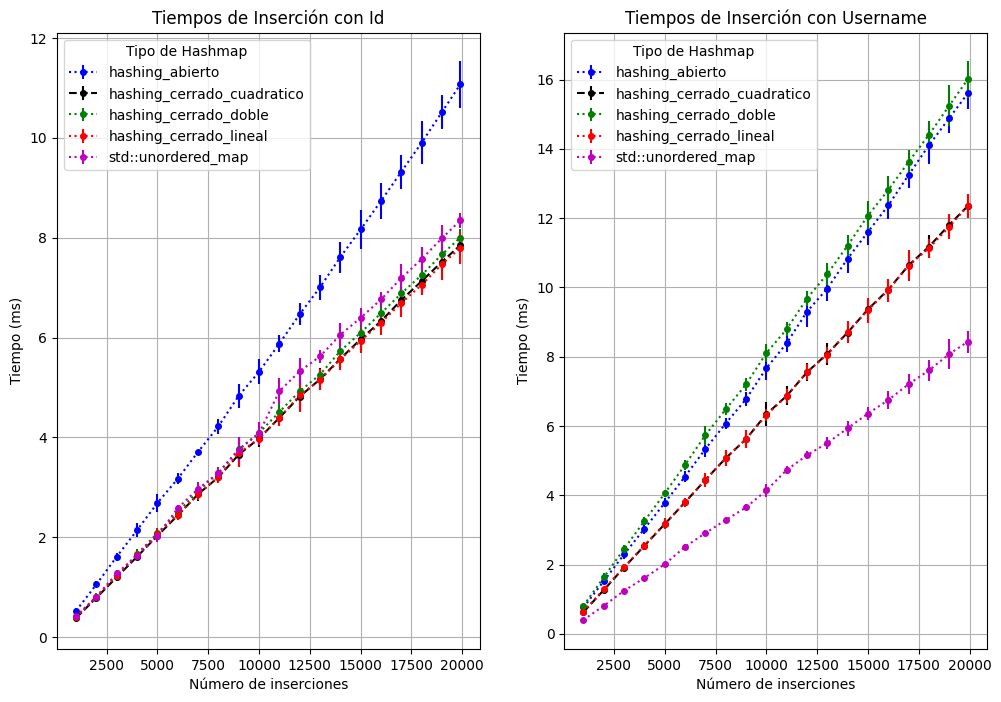 Tiempos de Inserción con Id
Tipo de Hashmap
hashing_abierto
hashing_cerrado_cuadratico
hashing_cerrado_doble
hashing_cerrado_lineal
std::unordered_map
12
10
8
6
4
2
0
Tiempo (ms)
2500 5000 7500 10000 12500 15000 17500 20000
Número de inserciones
Tiempos de Inserción con Username
Tipo de Hashmap
hashing_abierto
hashing_cerrado_cuadratico
hashing_cerrado_doble
hashing_cerrado_lineal
std::unordered_map
16
14
12
10
8
6
4
2
0
Tiempo (ms)
2500 5000 7500 10000 12500 15000 17500 20000
Número de inserciones